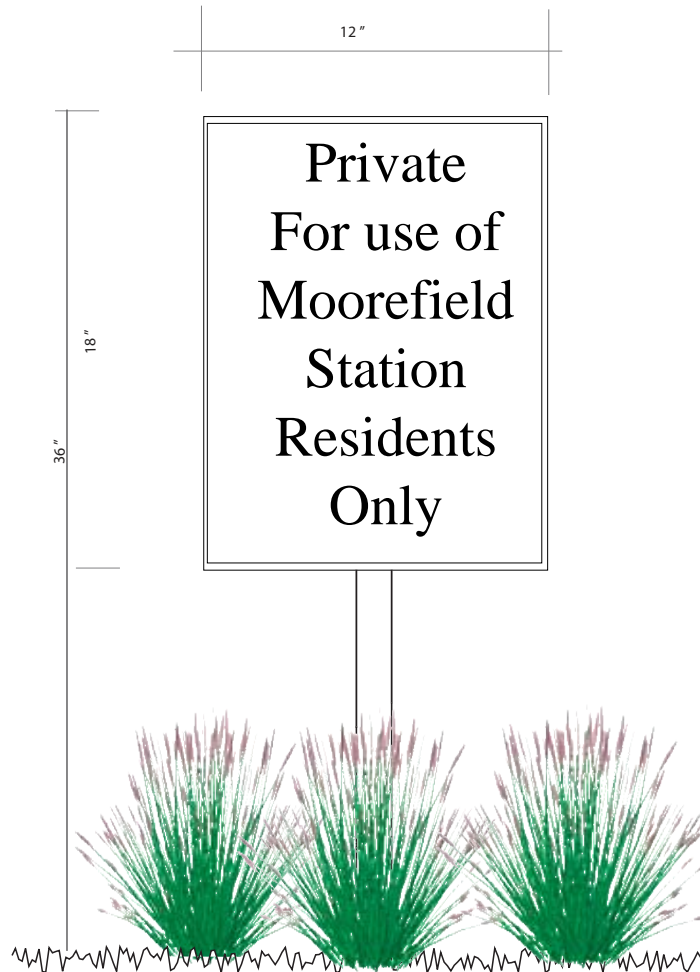 12"
Private
For use of
Moorefield
Station
Residents
Only
18"
36"